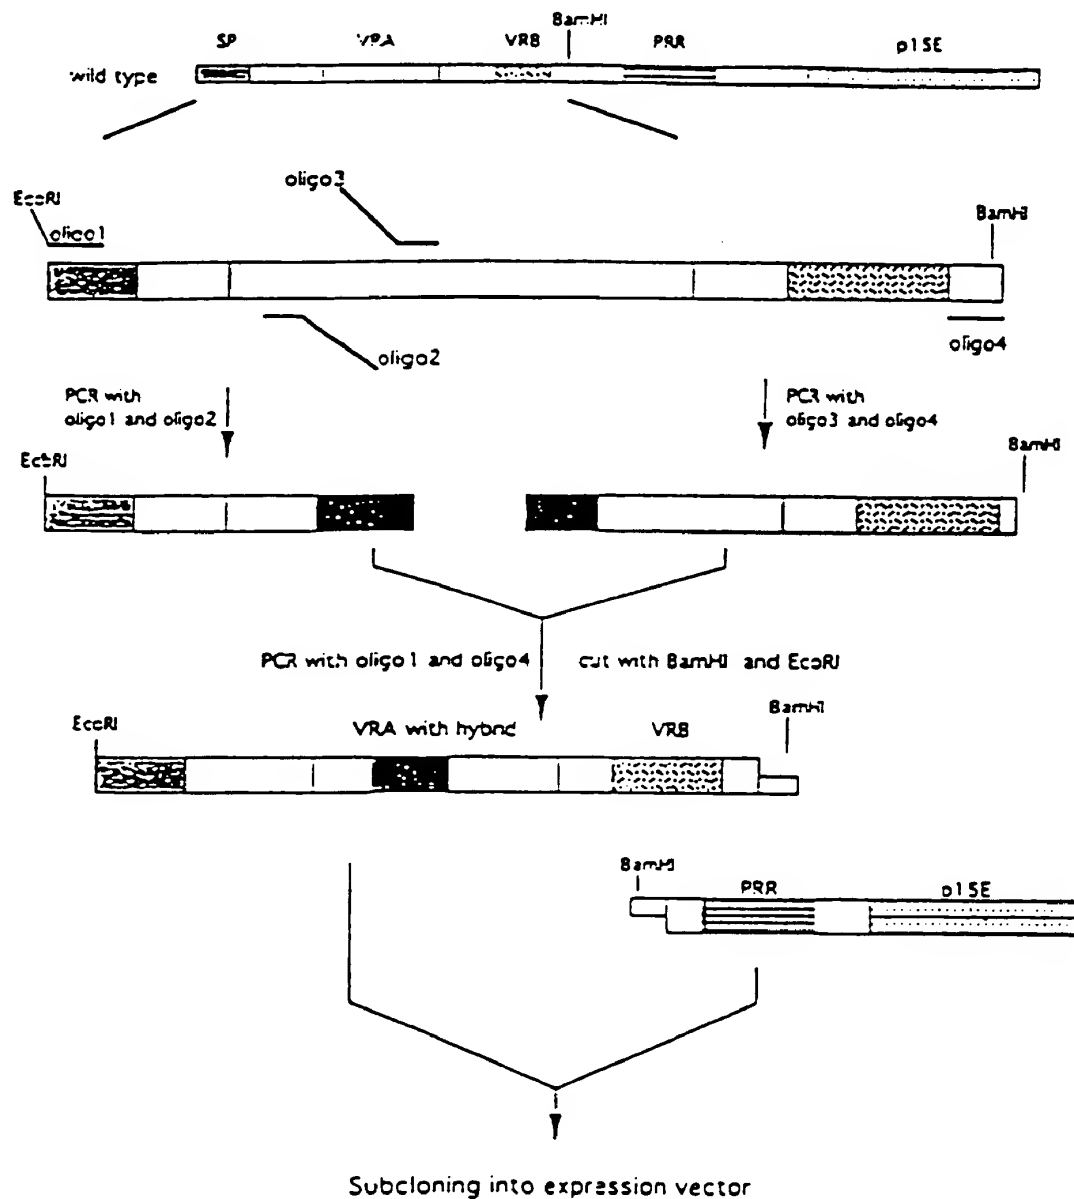 BamHI
SP VRA VRB PRR p15E
wild type
oligo3
EcoRI
oligo1
BamHI
oligo2
oligo4
PCR with
oligo1 and oligo2
PCR with
oligo3 and oligo4
EcoRI
BamHI
PCR with oligo1 and oligo4
cut with BamHI and EcoRI
EcoRI
VRA with hybrid
VRB
BamHI
BamHI
PRR
p15E
Subcloning into expression vector